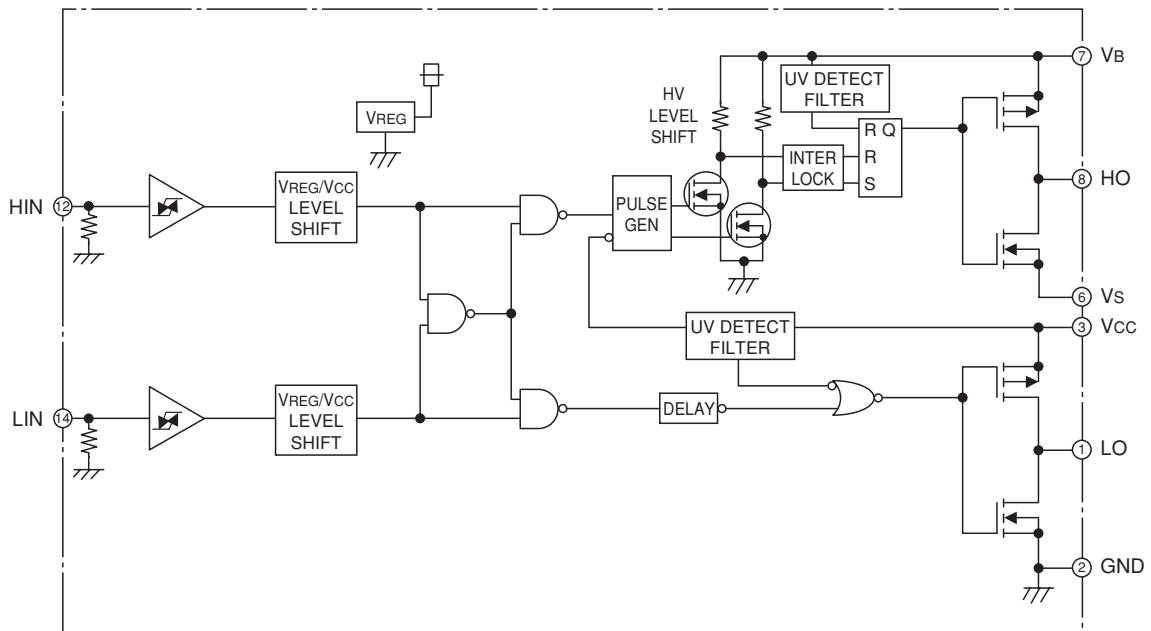 7 VB
UV DETECT
FILTER
HV
LEVEL
SHIFT
VREG
R Q
R
S
INTER
LOCK
8 HO
HIN 12
VREG/VCC
LEVEL
SHIFT
PULSE
GEN
6 VS
3 VCC
UV DETECT
FILTER
LIN 14
VREG/VCC
LEVEL
SHIFT
DELAY
1 LO
2 GND